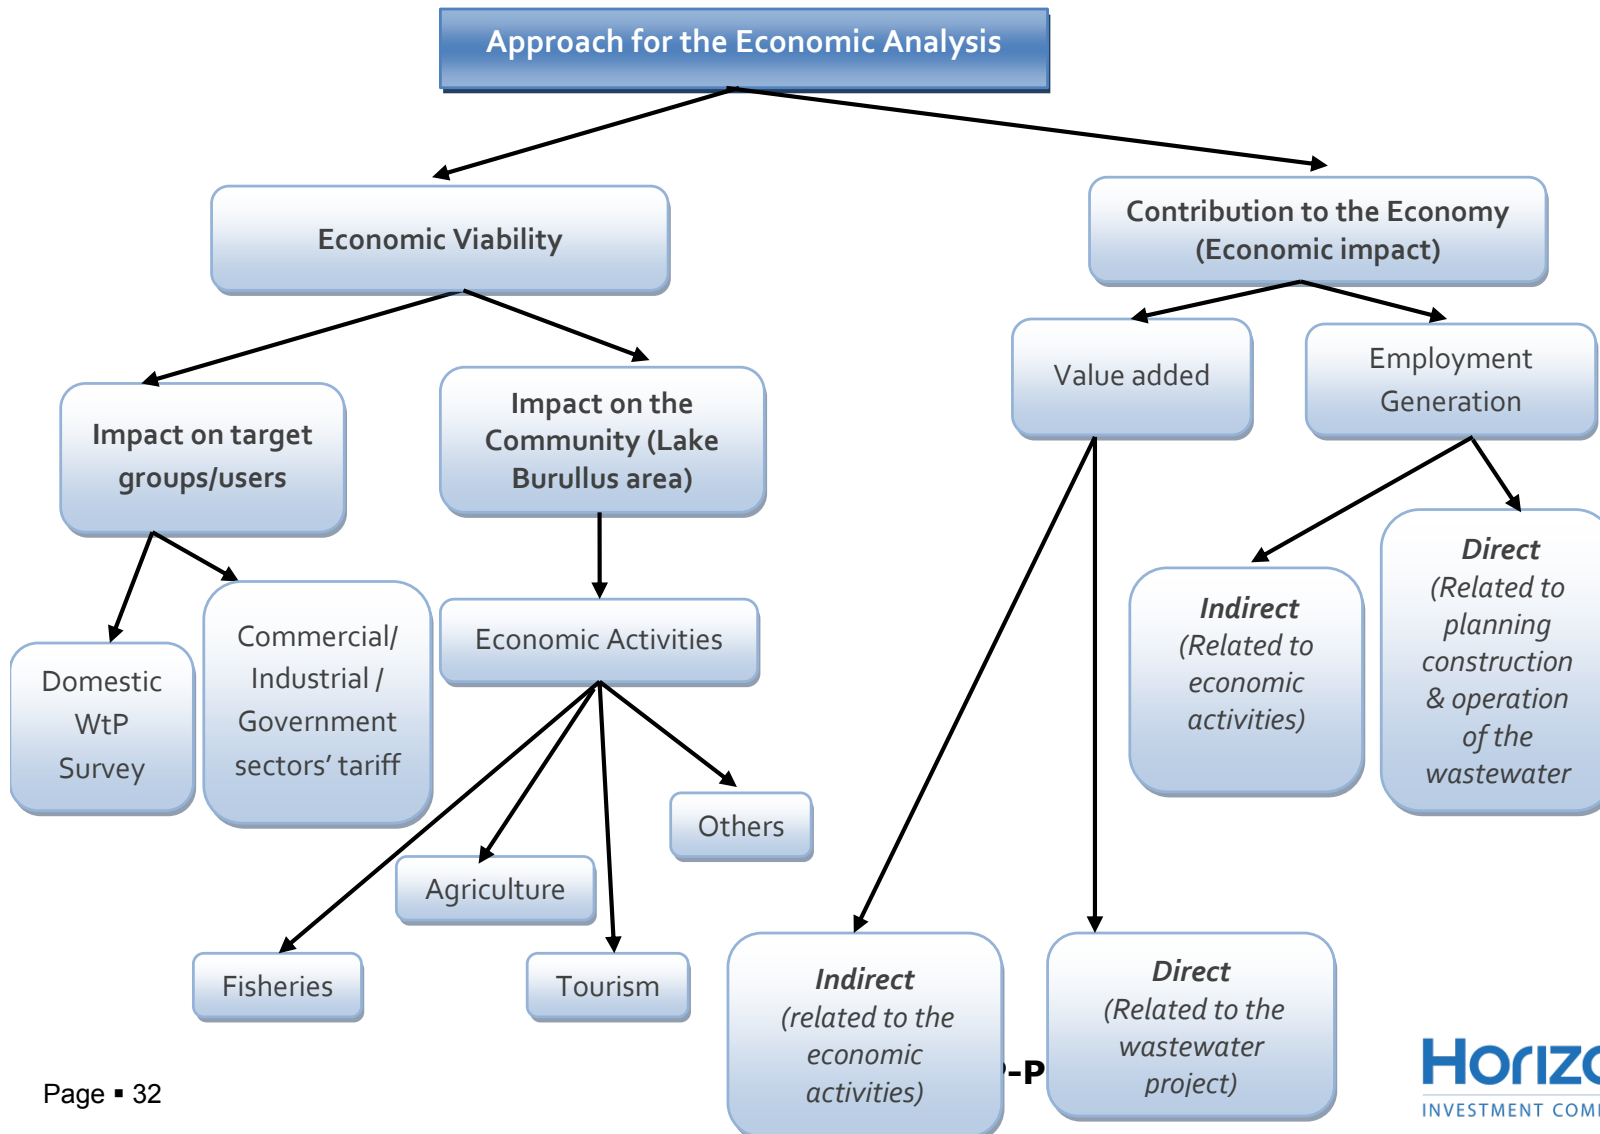 Approach for the Economic Analysis
Economic Viability
Contribution to the Economy
(Economic impact)
Value added
Employment
Generation
Impact on target
groups/users
Impact on the
Community (Lake
Burullus area)
Indirect
(Related to
economic
activities)
Direct
(Related to
planning
construction
& operation
of the
wastewater
Domestic
WtP
Survey
Commercial/
Industrial /
Government
sectors' tariff
Economic Activities
Others
Agriculture
Fisheries
Tourism
Indirect
(related to the
economic
activities)
Direct
(Related to the
wastewater
project)
-P
Page ▪ 32
Horizo
INVESTMENT COM